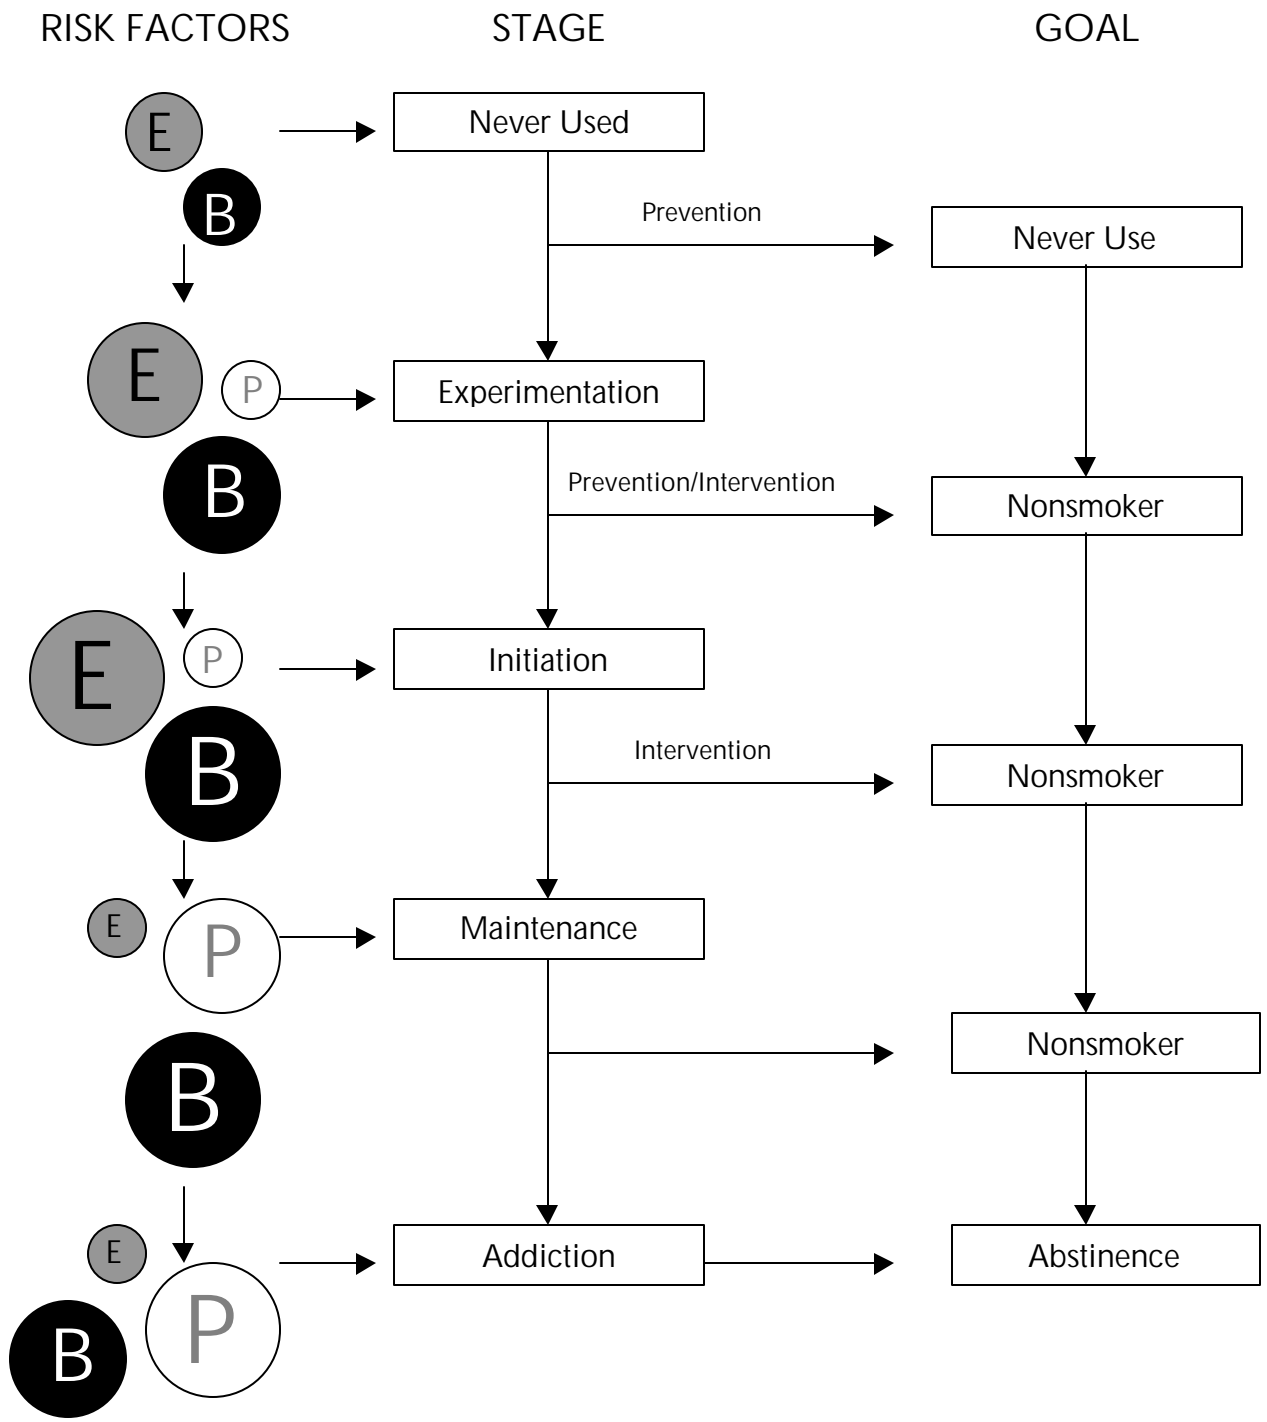 RISK FACTORS STAGE GOAL
E
Never Used
B
Prevention
Never Use
E
P
Experimentation
B
Prevention/Intervention
Nonsmoker
E
P
Initiation
B
Intervention
Nonsmoker
E
P
Maintenance
Nonsmoker
B
E
Addiction
Abstinence
P
B